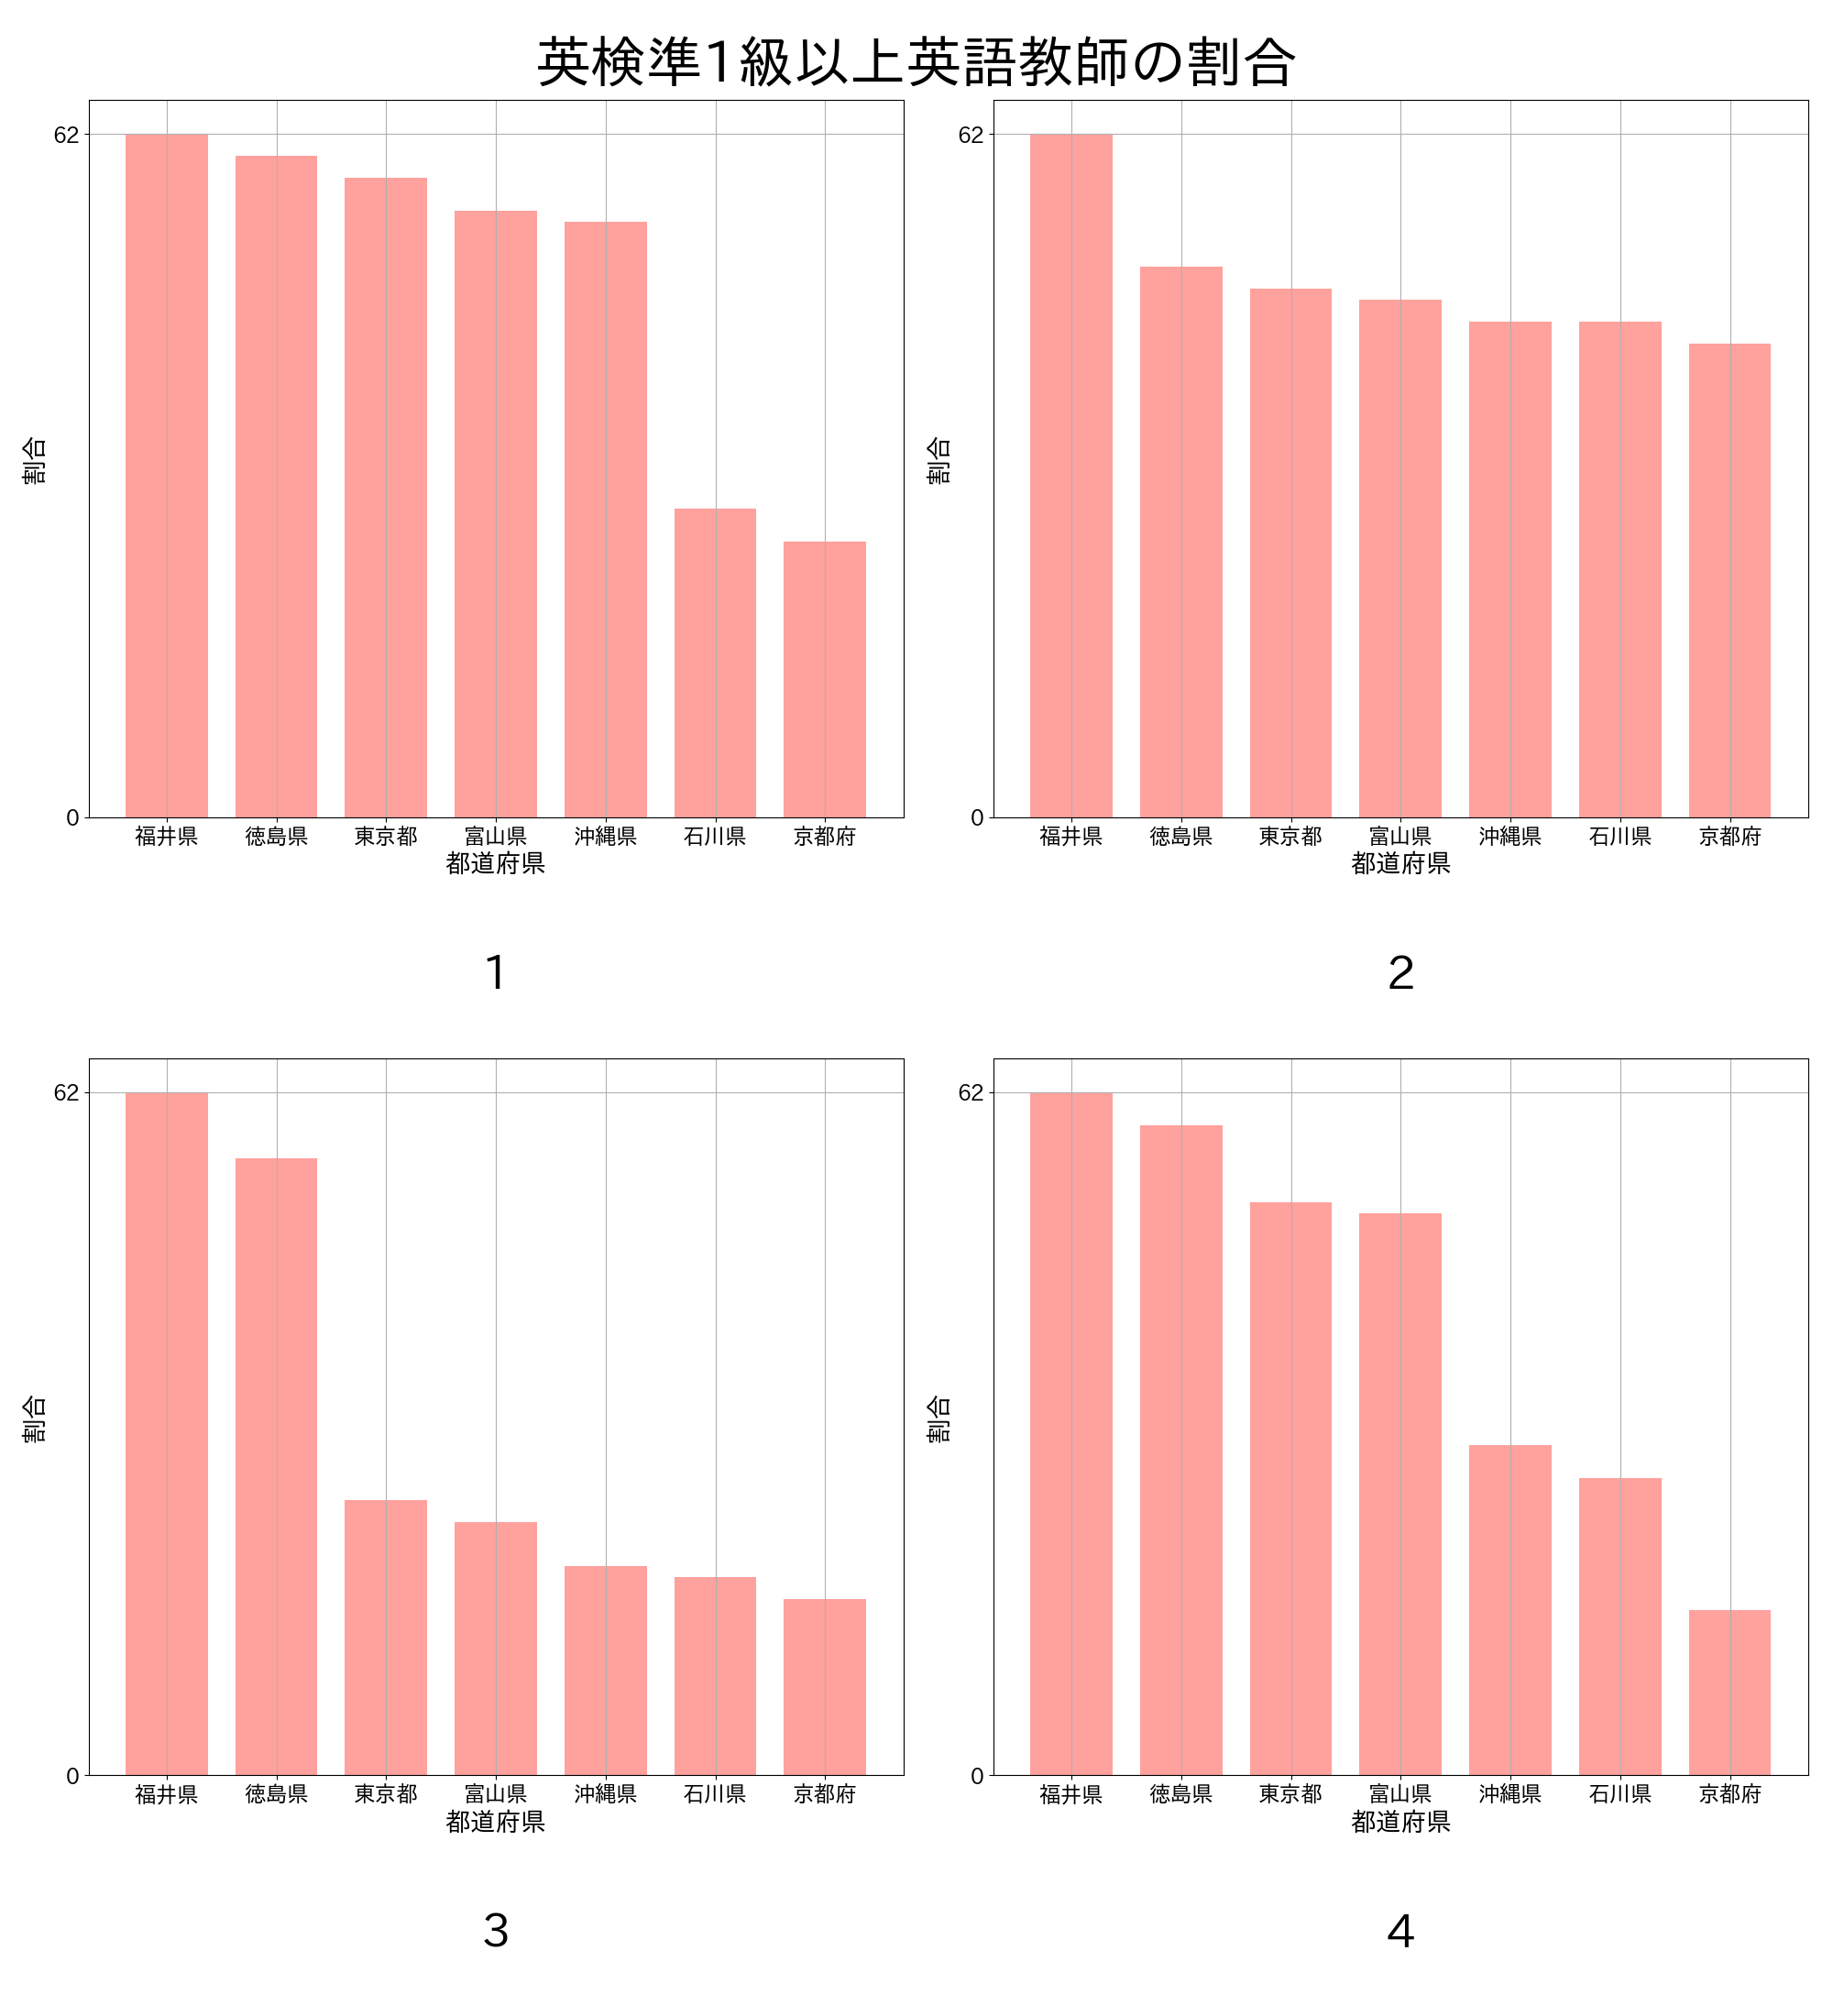 英検準1級以上英語教師の割合
62
0
割合
福井県 徳島県 東京都 富山県 沖縄県 石川県 京都府
都道府県
1
62
0
割合
福井県 徳島県 東京都 富山県 沖縄県 石川県 京都府
都道府県
2
62
0
割合
福井県 徳島県 東京都 富山県 沖縄県 石川県 京都府
都道府県
3
62
0
割合
福井県 徳島県 東京都 富山県 沖縄県 石川県 京都府
都道府県
4